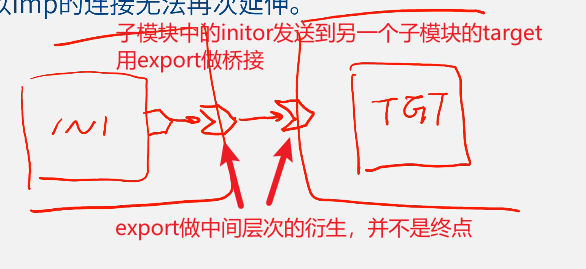 以imp的连接无法再次延伸。
子模块中的initor发送到另一个子模块的target
用export做桥接
INI
TGT
export做中间层次的衍生，并不是终点